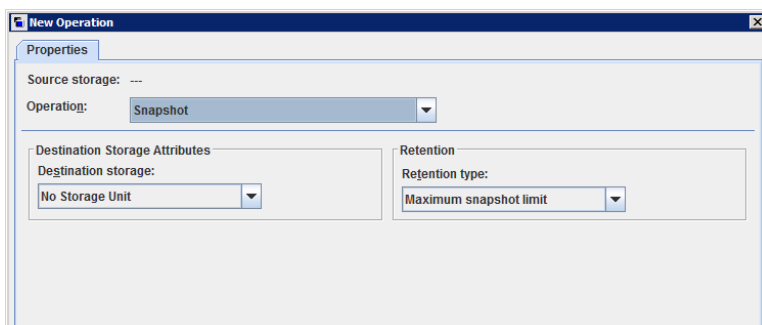 New Operation
Properties
Source storage: ---
Operation: Snapshot
Destination Storage Attributes
Destination storage:
No Storage Unit
Retention
Retention type:
Maximum snapshot limit